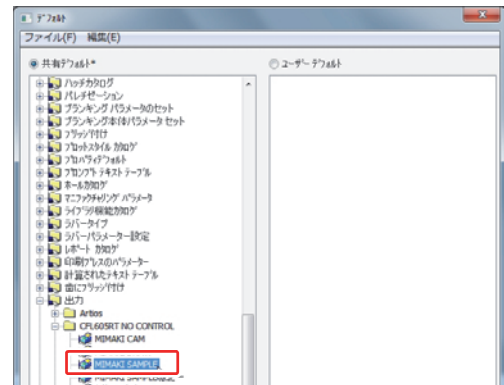 デフォルト
ファイル(F) 編集(E)
共有デフォルト*
ユーザー デフォルト
ハッチカタログ
パレチゼーション
ブランキング パラメータのセット
ブランキング本体パラメータ セット
ブリッジ付け
プロットスタイル カタログ
プロパティデフォルト
プロンプト テキスト テーブル
ホールカタログ
マニファクチャリング パラメータ
ライブラリ機能カタログ
ラバータイプ
ラバーパラメーター設定
レポート カタログ
印刷プレスのパラメーター
計算されたテキスト テーブル
歯にブリッジ付け
出力
Artios
CFL605RT NO CONTROL
MIMAKI CAM
MIMAKI SAMPLE